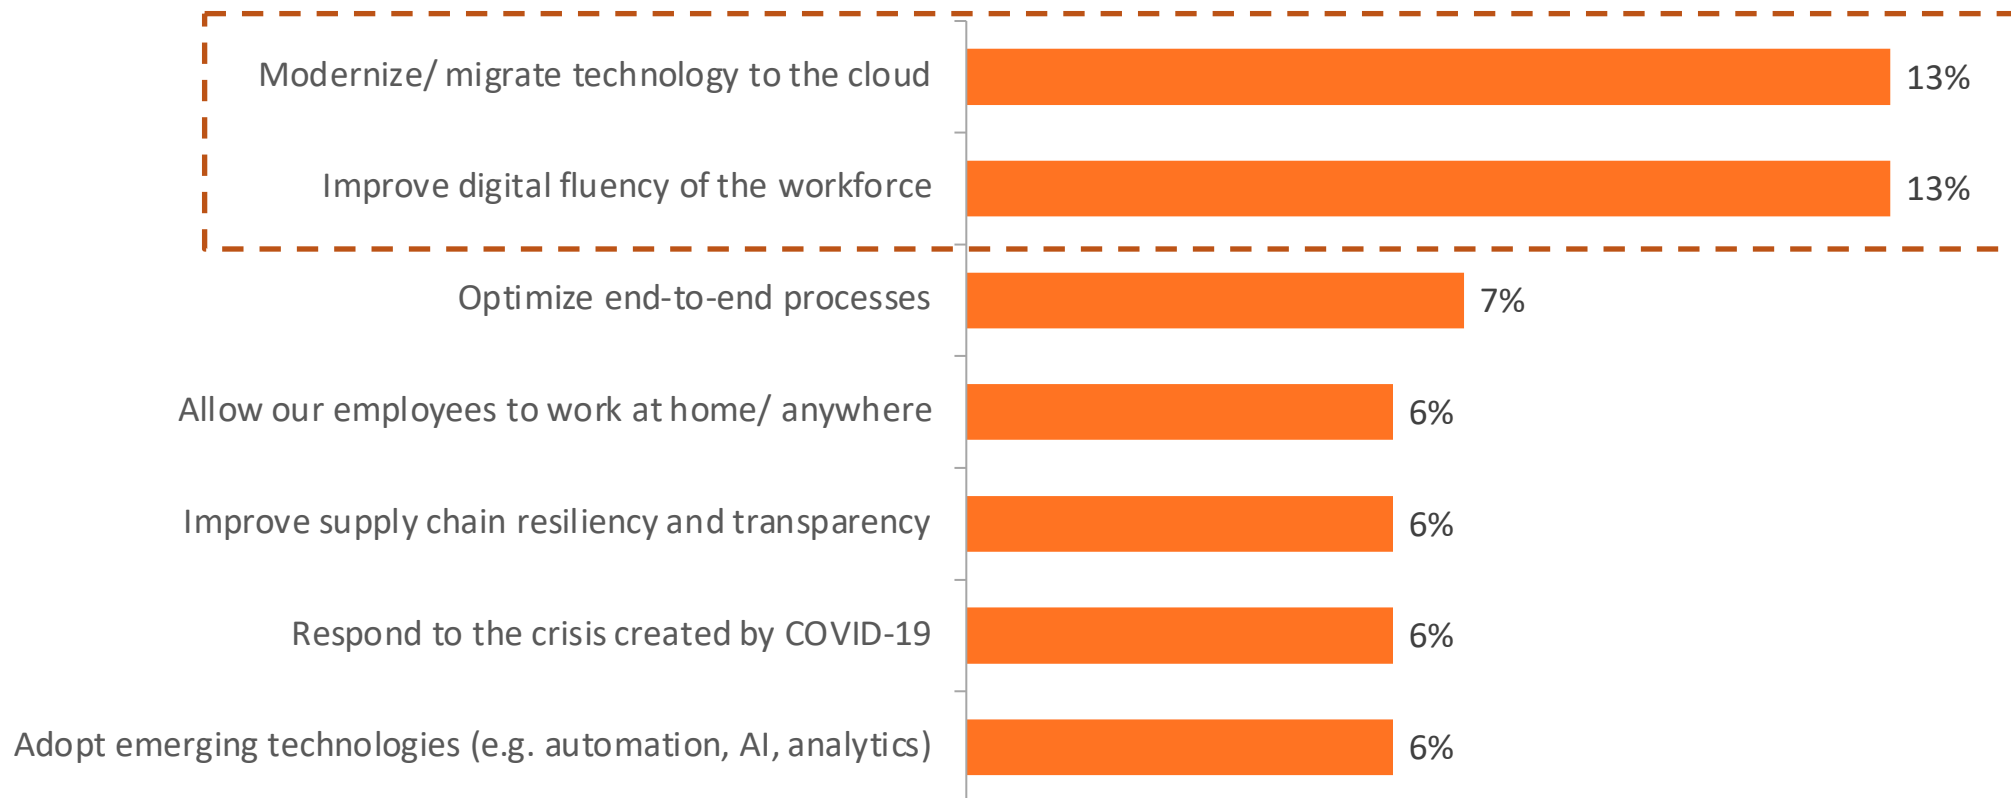 Modernize/ migrate technology to the cloud 13%
Improve digital fluency of the workforce 13%
Optimize end-to-end processes 7%
Allow our employees to work at home/ anywhere 6%
Improve supply chain resiliency and transparency 6%
Respond to the crisis created by COVID-19 6%
Adopt emerging technologies (e.g. automation, AI, analytics) 6%